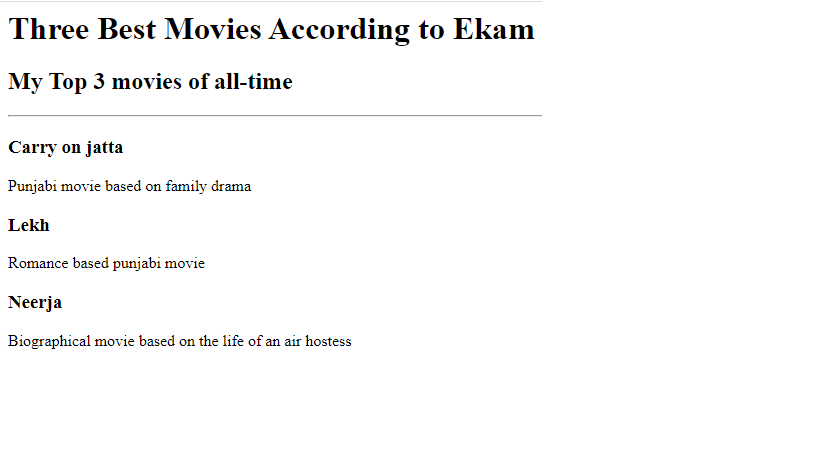 Three Best Movies According to Ekam
My Top 3 movies of all-time
Carry on jatta
Punjabi movie based on family drama
Lekh
Romance based punjabi movie
Neerja
Biographical movie based on the life of an air hostess